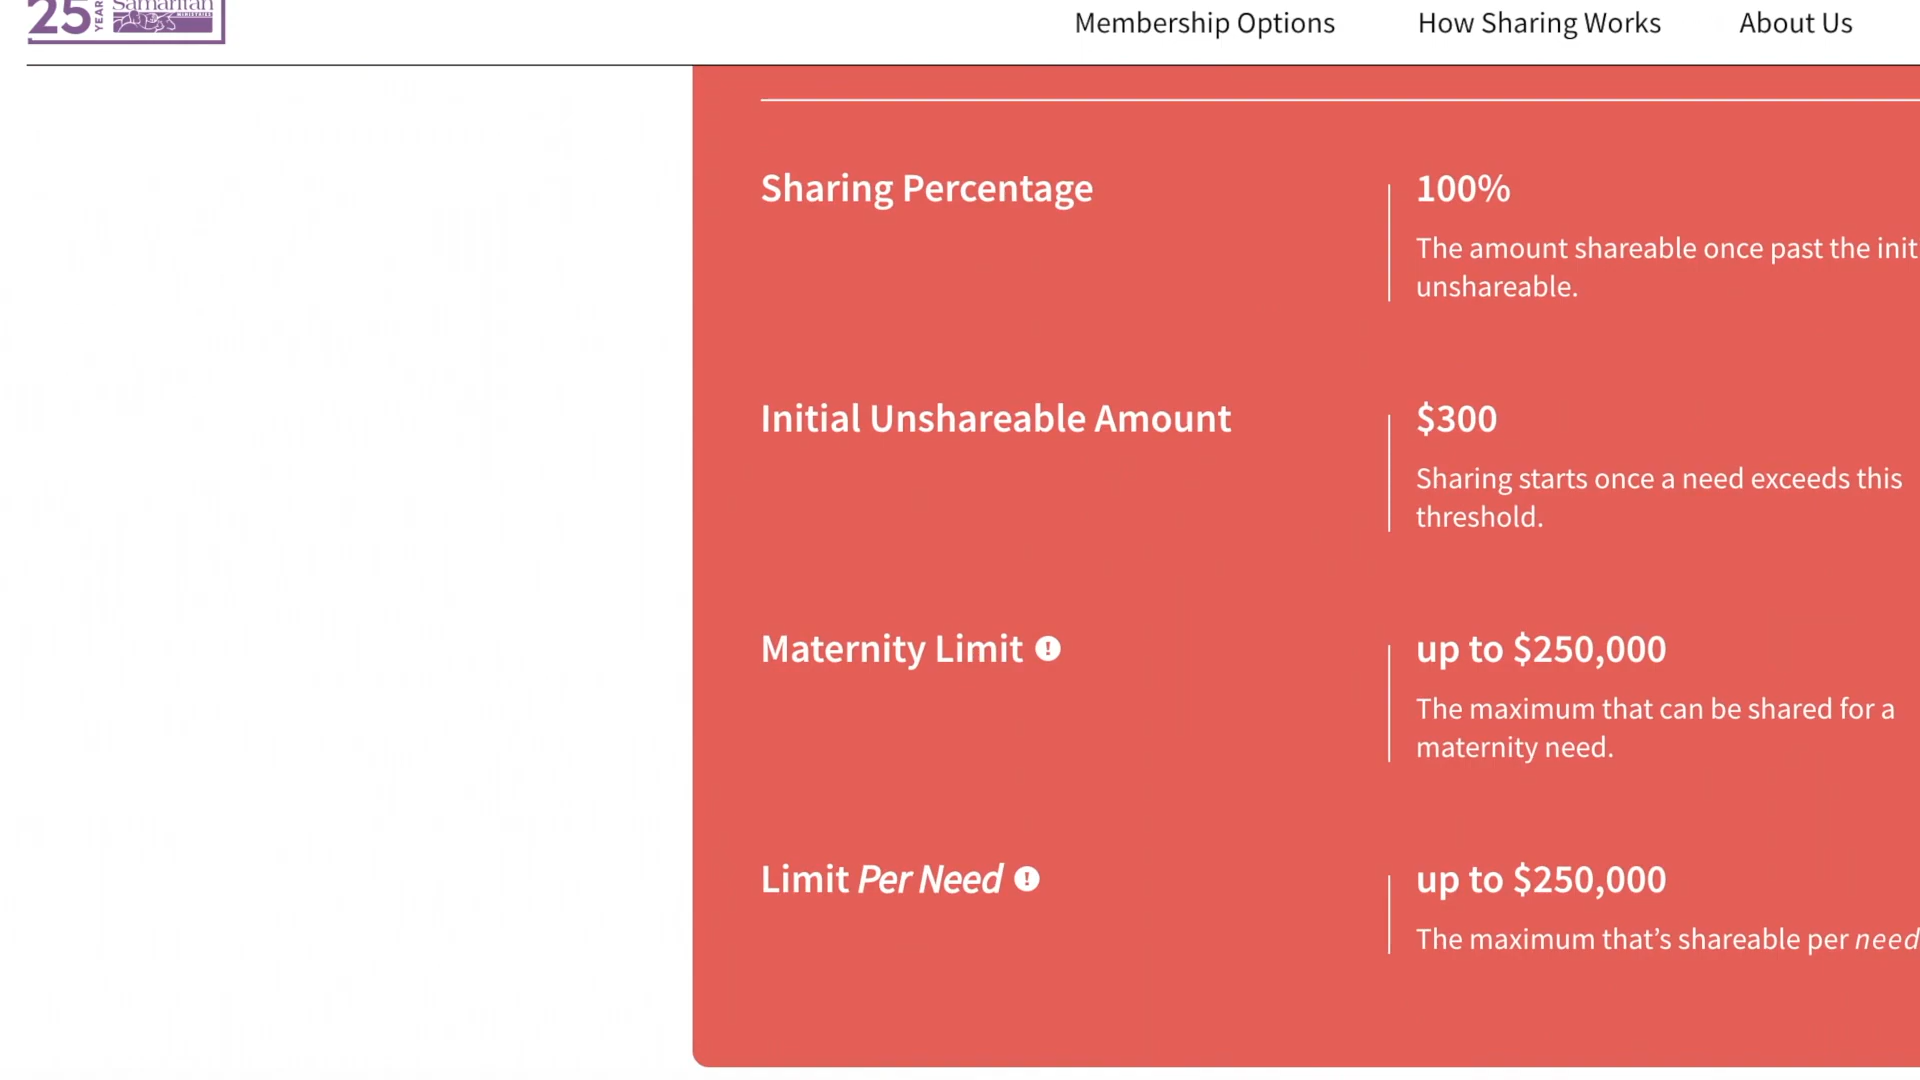 25 YEAR Samaritan MINISTRIES
Membership Options
How Sharing Works
About Us
Sharing Percentage
100%
The amount shareable once past the init
unshareable.
Initial Unshareable Amount
$300
Sharing starts once a need exceeds this
threshold.
Maternity Limit
up to $250,000
The maximum that can be shared for a
maternity need.
Limit Per Need
up to $250,000
The maximum that’s shareable per need